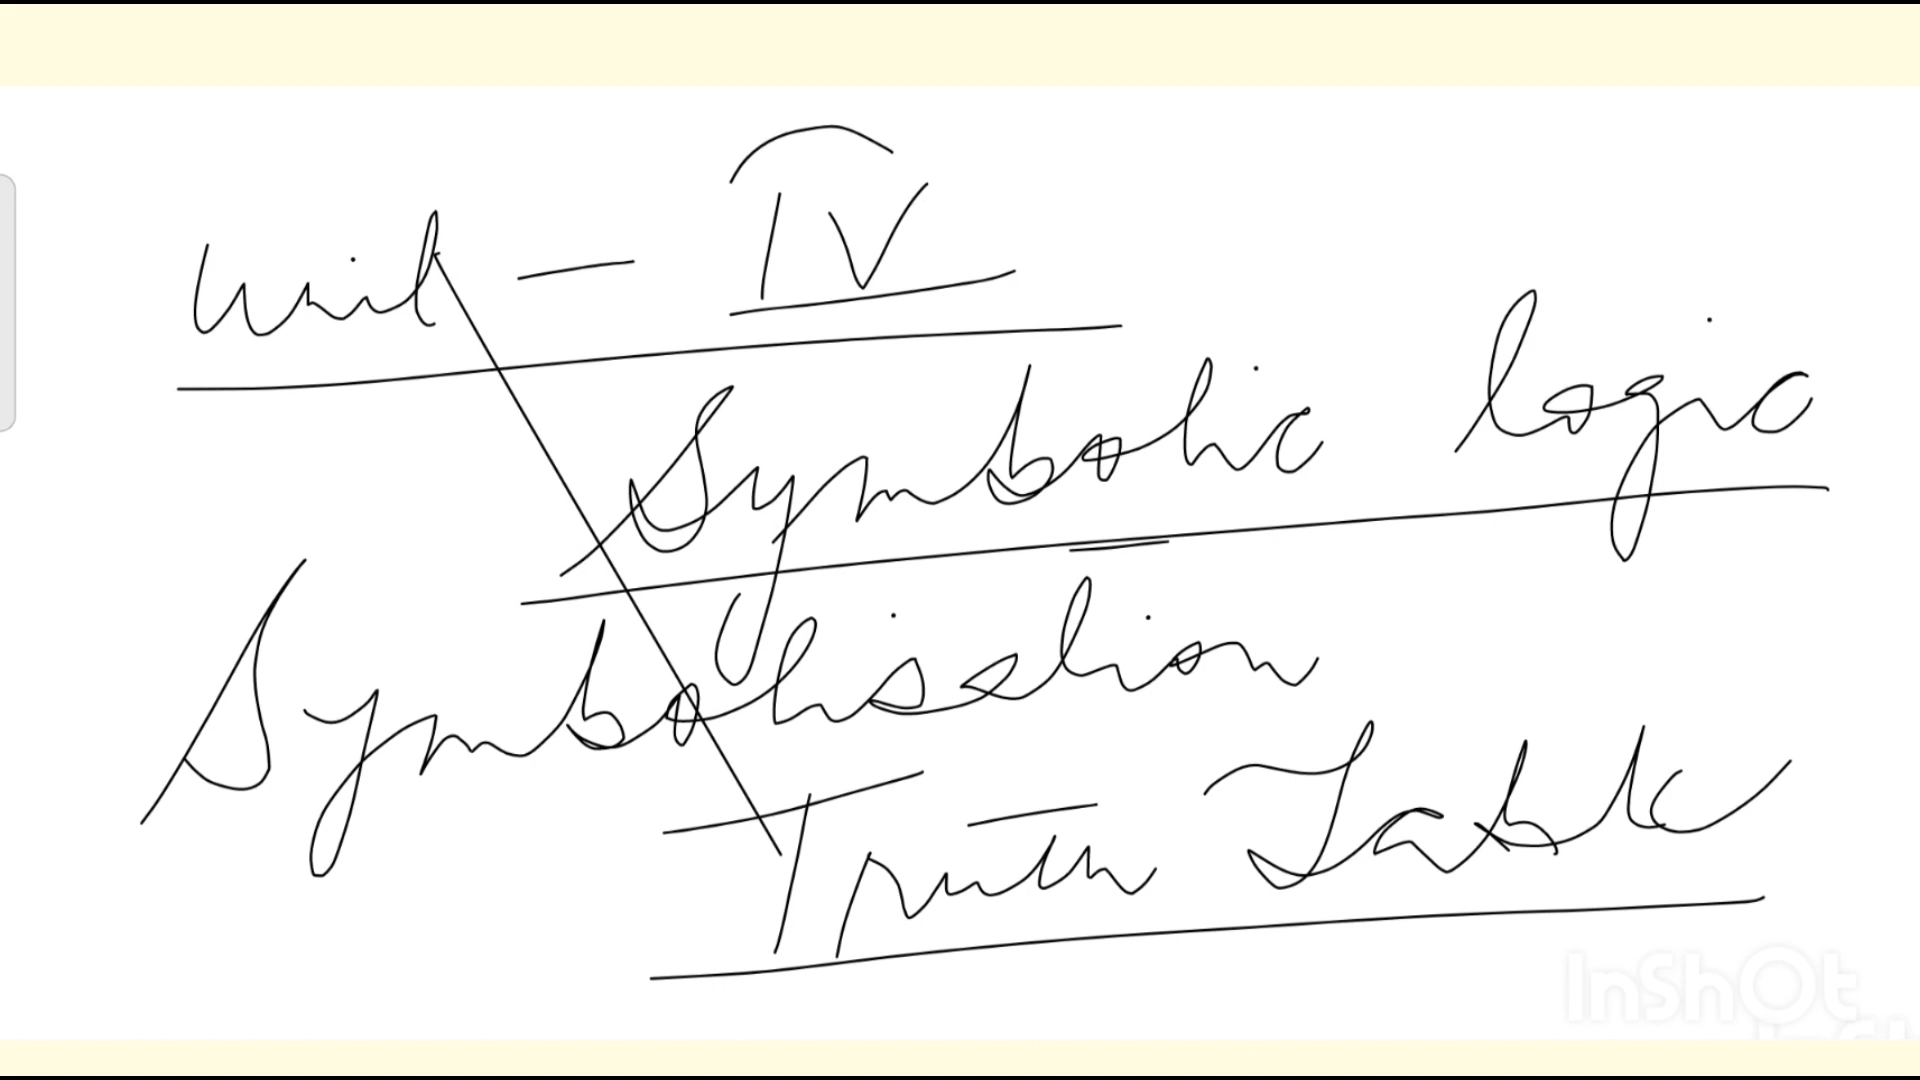 Unit - IV
Symbolic logic
Symbolisation
Truth Table
InShOt